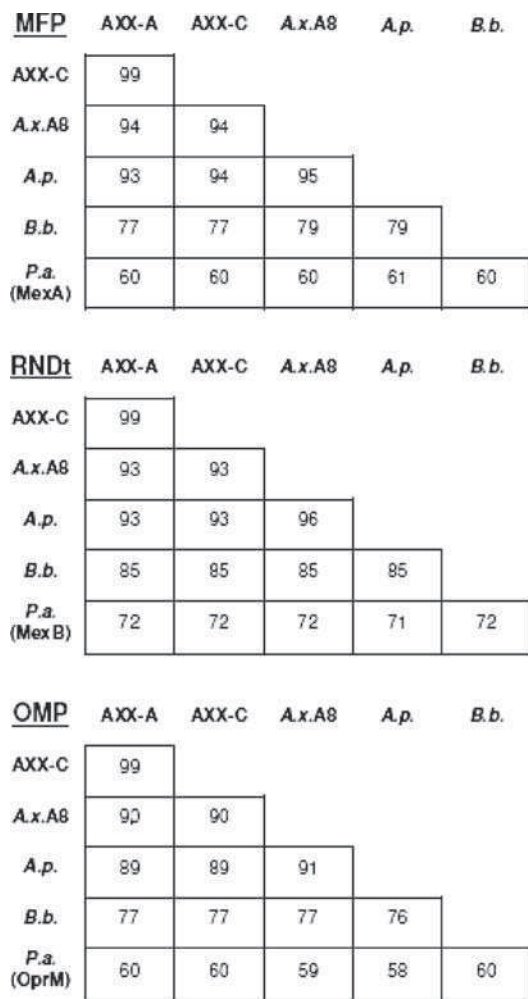 MFP AXX-A AXX-C A.x.A8 A.p. B.b.
AXX-C 99
A.x.A8 94 94
A.p. 93 94 95
B.b. 77 77 79 79
P.a. (MexA) 60 60 60 61 60
RNDt AXX-A AXX-C A.x.A8 A.p. B.b.
AXX-C 99
A.x.A8 93 93
A.p. 93 93 96
B.b. 85 85 85 85
P.a. (MexB) 72 72 72 71 72
OMP AXX-A AXX-C A.x.A8 A.p. B.b.
AXX-C 99
A.x.A8 90 90
A.p. 89 89 91
B.b. 77 77 77 76
P.a. (OprM) 60 60 59 58 60